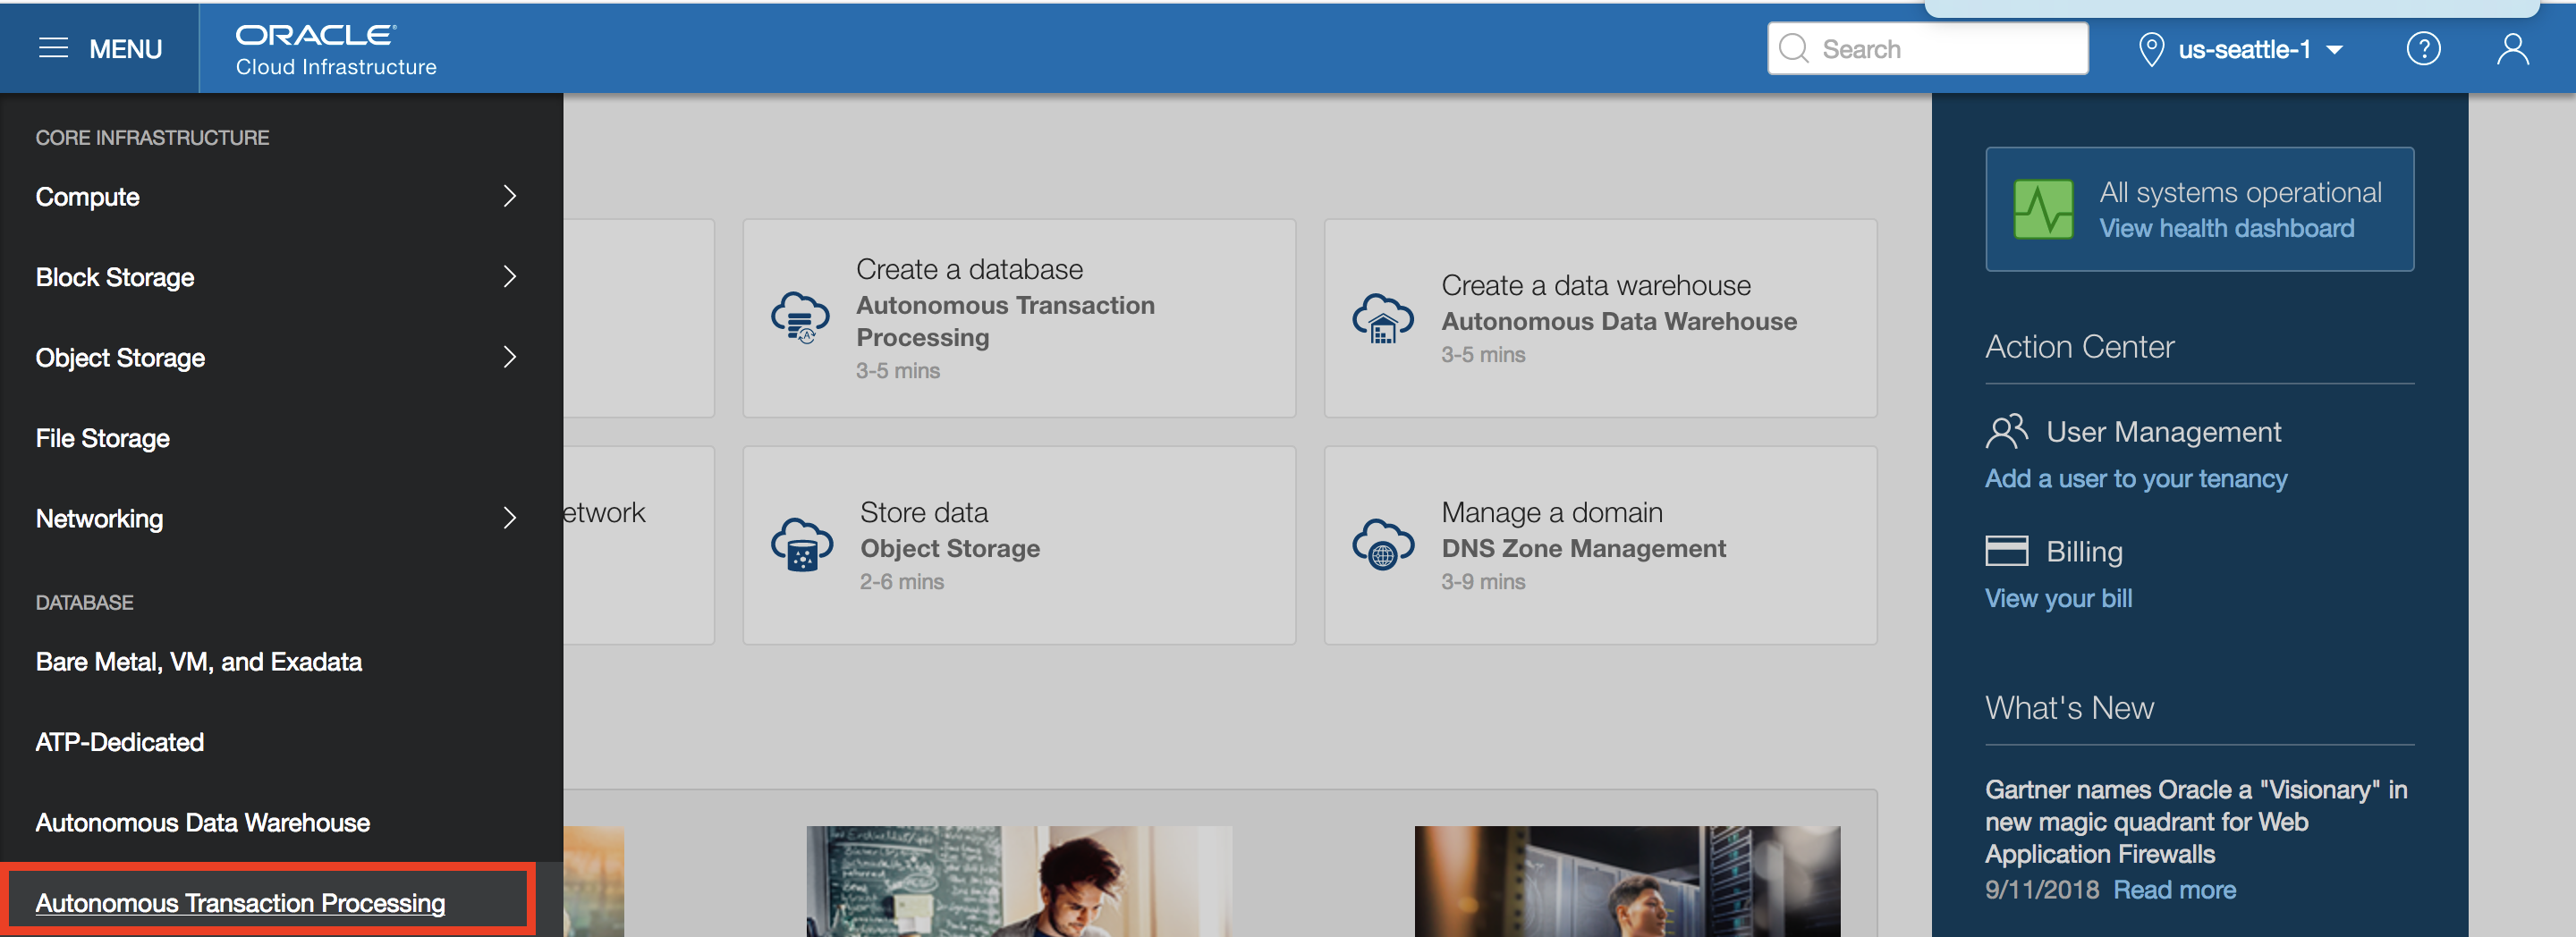 MENU
ORACLE
Cloud Infrastructure
Search
us-seattle-1
CORE INFRASTRUCTURE
Compute
Block Storage
Object Storage
File Storage
Networking
DATABASE
Bare Metal, VM, and Exadata
ATP-Dedicated
Autonomous Data Warehouse
Autonomous Transaction Processing
Create a database
Autonomous Transaction
Processing
3-5 mins
Create a data warehouse
Autonomous Data Warehouse
3-5 mins
etwork
Store data
Object Storage
2-6 mins
Manage a domain
DNS Zone Management
3-9 mins
All systems operational
View health dashboard
Action Center
User Management
Add a user to your tenancy
Billing
View your bill
What's New
Gartner names Oracle a "Visionary" in
new magic quadrant for Web
Application Firewalls
9/11/2018 Read more